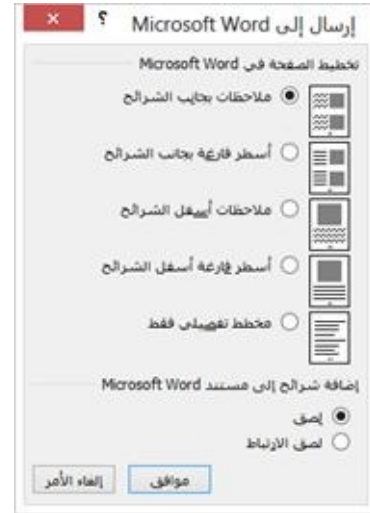 إرسال إلى Microsoft Word
؟
تخطيط الصفحة في Microsoft Word
ملاحظات بجانب الشرائح
أسطر فارغة بجانب الشرائح
ملاحظات أسفل الشرائح
أسطر فارغة أسفل الشرائح
مخطط تفصيلي فقط
إضافة شرائح إلى مستند Microsoft Word
لصق
لصق الارتباط
موافق
إلغاء الأمر